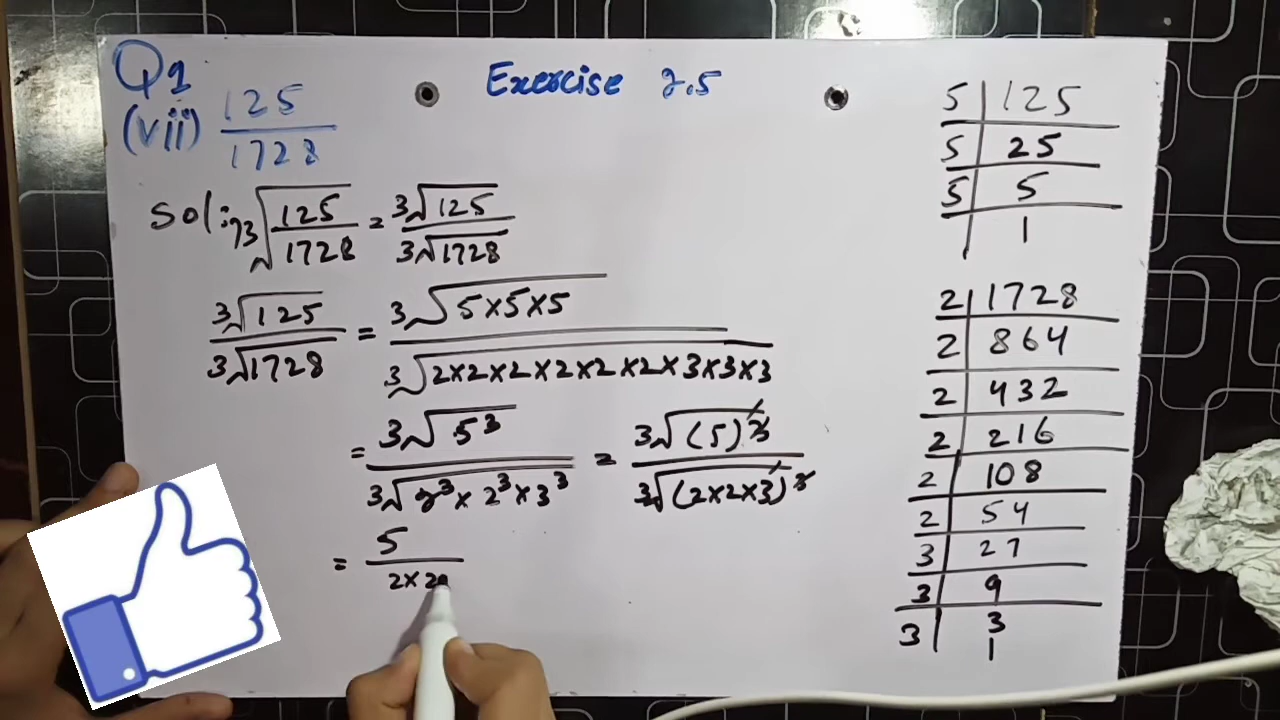 Q1
Exercise 2.5
(vii) 125/1728
Sol:→ ∛(125/1728) = ∛125/∛1728
∛125/∛1728 = ∛(5×5×5)/∛(2×2×2×2×2×2×3×3×3)
= ∛(5³)/∛(2³×2³×3³) = ∛((5)³)/∛((2×2×3)³)
= 5/(2×2
5 | 125
5 | 25
5 | 5
| 1
2 | 1728
2 | 864
2 | 432
2 | 216
2 | 108
2 | 54
3 | 27
3 | 9
3 | 3
1